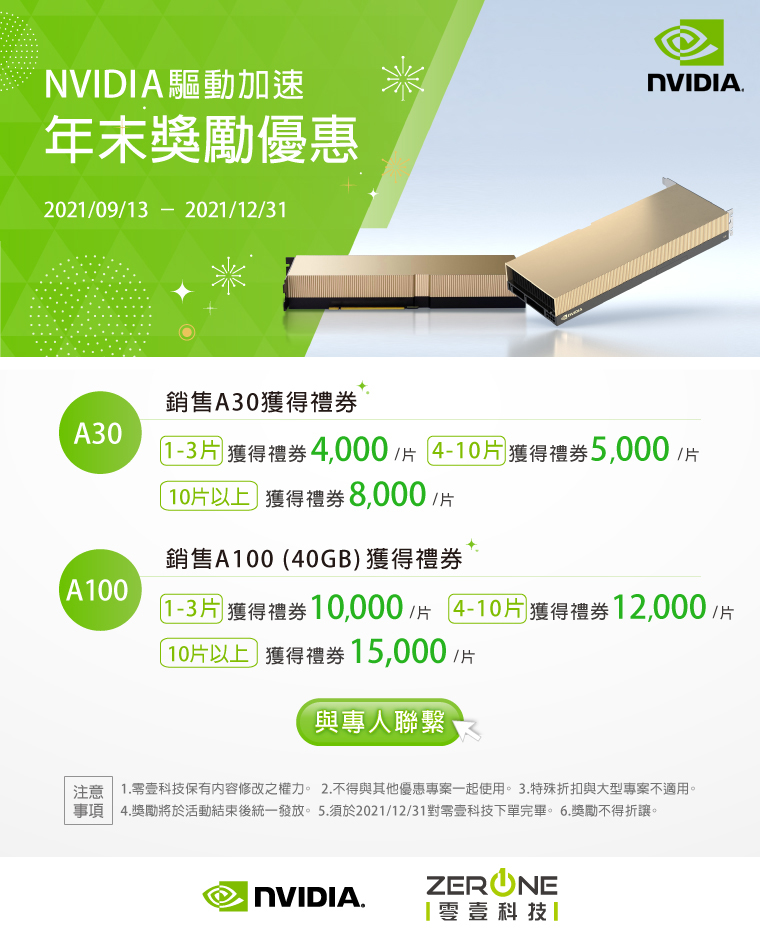 NVIDIA驅動加速
nVIDIA.
年末獎勵優惠
2021/09/13 － 2021/12/31
nVIDIA
A30
銷售A30獲得禮券
1-3片 獲得禮券4,000 /片 4-10片 獲得禮券5,000 /片
10片以上 獲得禮券8,000 /片
A100
銷售A100 (40GB) 獲得禮券
1-3片 獲得禮券10,000 /片 4-10片 獲得禮券12,000 /片
10片以上 獲得禮券15,000 /片
與專人聯繫
注意事項
1.零壹科技保有內容修改之權力。 2.不得與其他優惠專案一起使用。 3.特殊折扣與大型專案不適用。
4.獎勵將於活動結束後統一發放。 5.須於2021/12/31對零壹科技下單完畢。 6.獎勵不得折讓。
nVIDIA.
ZERONE
零壹科技